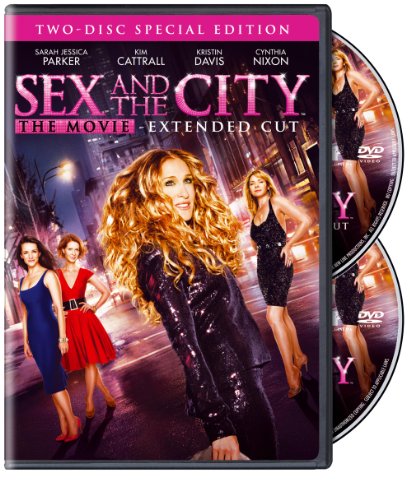 TWO-DISC SPECIAL EDITION
SARAH JESSICA PARKER
KIM CATTRALL
KRISTIN DAVIS
CYNTHIA NIXON
SEX AND THE CITY
THE MOVIE - EXTENDED CUT
DVD
VIDEO
Y
UT
DVD
VIDEO
Y